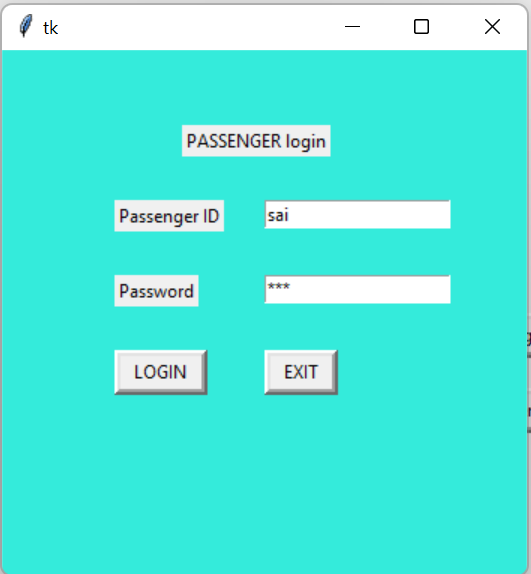 tk
PASSENGER login
Passenger ID sai
Password ***
LOGIN EXIT